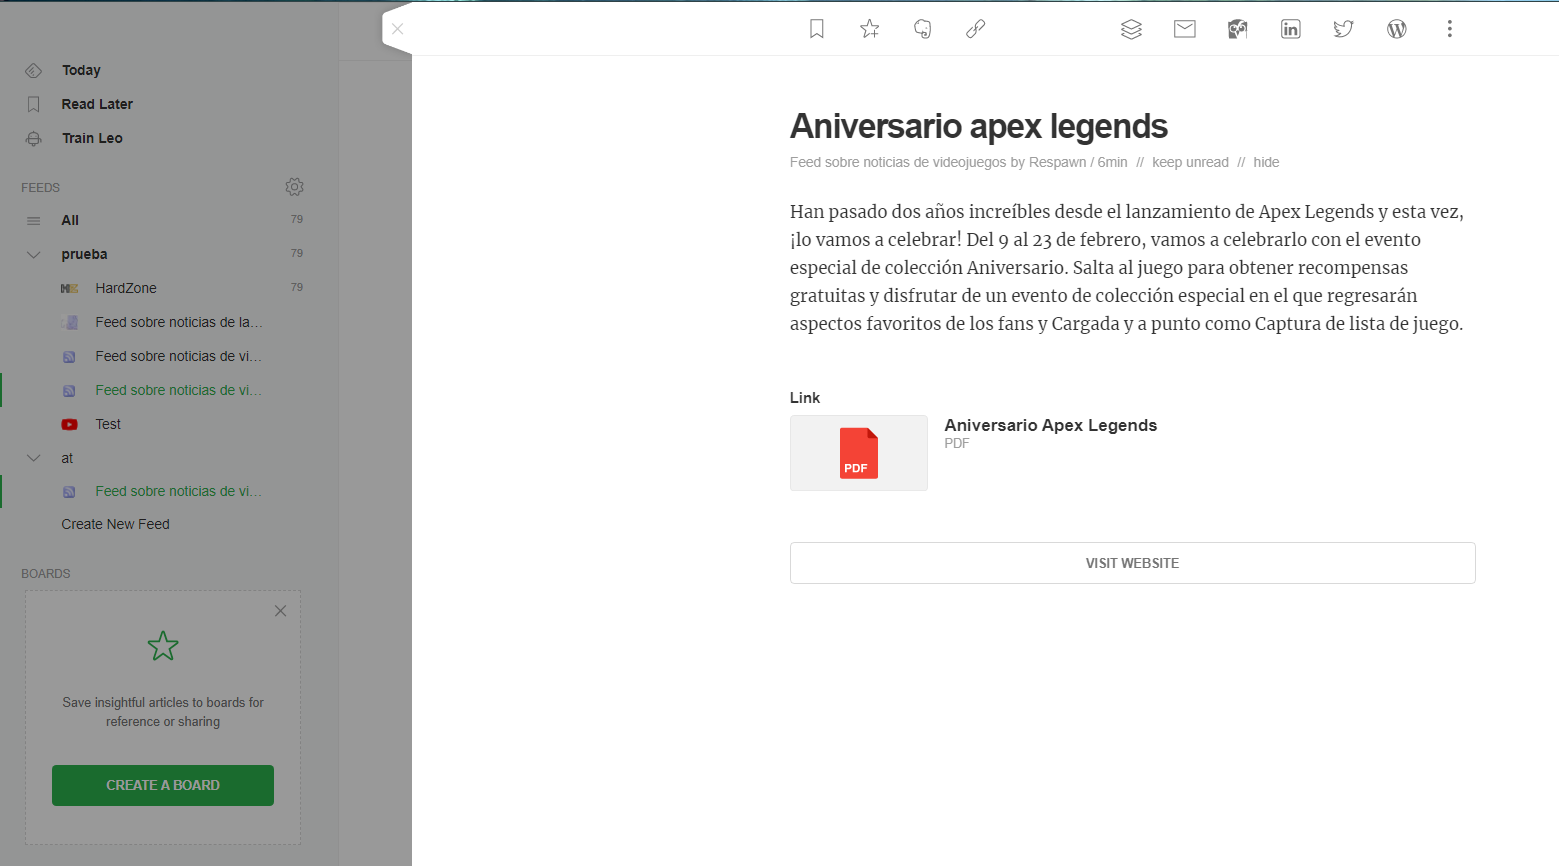 Today
Read Later
Train Leo
FEEDS
All 79
prueba 79
HardZone 79
Feed sobre noticias de la...
Feed sobre noticias de vi...
Feed sobre noticias de vi...
Test
at
Feed sobre noticias de vi...
Create New Feed
BOARDS
Save insightful articles to boards for
reference or sharing
CREATE A BOARD
Aniversario apex legends
Feed sobre noticias de videojuegos by Respawn / 6min // keep unread // hide
Han pasado dos años increíbles desde el lanzamiento de Apex Legends y esta vez,
¡lo vamos a celebrar! Del 9 al 23 de febrero, vamos a celebrarlo con el evento
especial de colección Aniversario. Salta al juego para obtener recompensas
gratuitas y disfrutar de un evento de colección especial en el que regresarán
aspectos favoritos de los fans y Cargada y a punto como Captura de lista de juego.
Link
PDF
Aniversario Apex Legends
PDF
VISIT WEBSITE